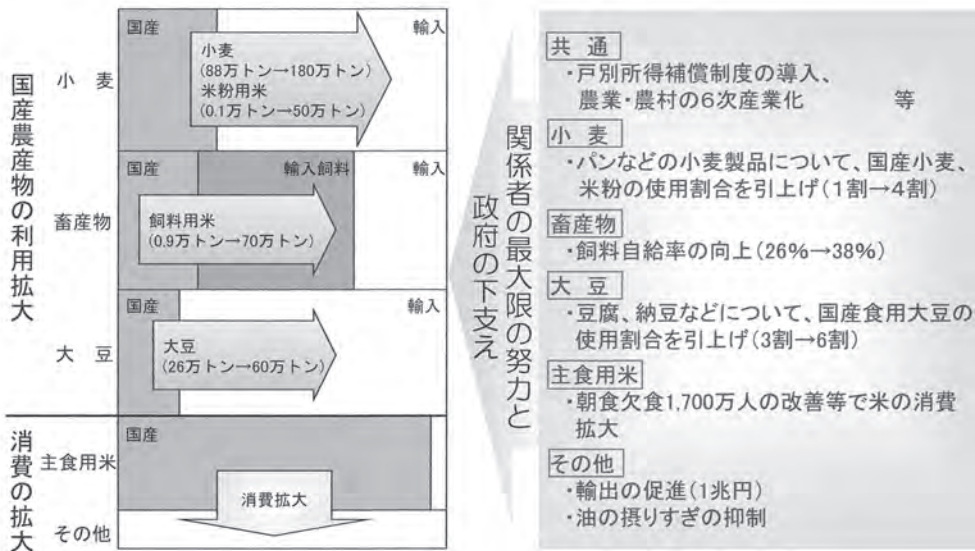 国産農産物の利用拡大
小麦
国産
輸入
小麦
(88万トン→180万トン)
米粉用米
(0.1万トン→50万トン)
畜産物
国産
輸入飼料
輸入
飼料用米
(0.9万トン→70万トン)
大豆
国産
輸入
大豆
(26万トン→60万トン)
消費の拡大
主食用米
国産
消費拡大
その他
関係者の最大限の努力と
政府の下支え
共通
・戸別所得補償制度の導入、
農業・農村の6次産業化 等
小麦
・パンなどの小麦製品について、国産小麦、
米粉の使用割合を引上げ(1割→4割)
畜産物
・飼料自給率の向上(26%→38%)
大豆
・豆腐、納豆などについて、国産食用大豆の
使用割合を引上げ(3割→6割)
主食用米
・朝食欠食1,700万人の改善等で米の消費
拡大
その他
・輸出の促進(1兆円)
・油の摂りすぎの抑制